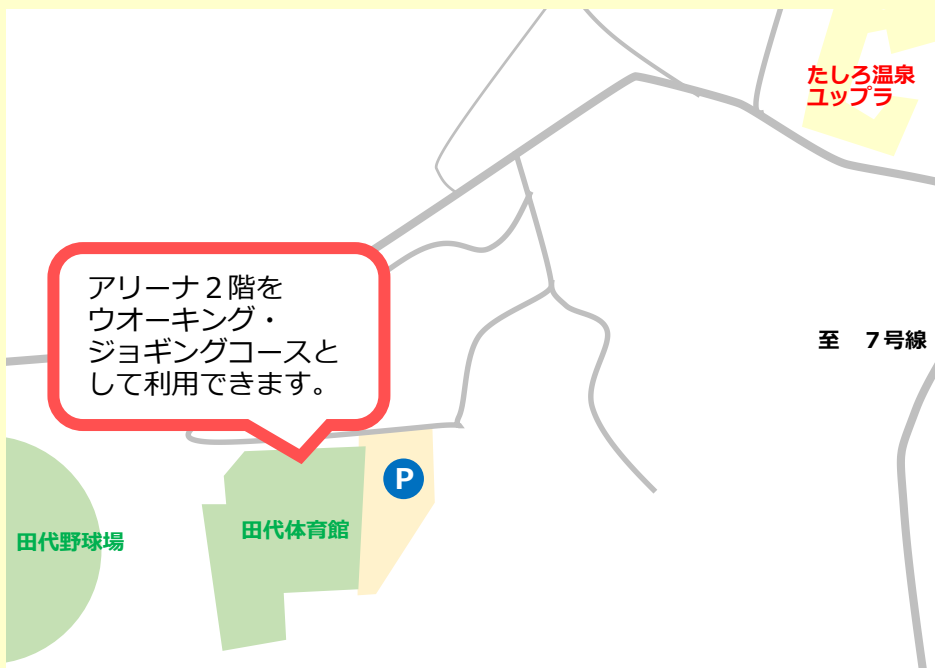 たしろ温泉
ユップラ
アリーナ２階を
ウオーキング・
ジョギングコースと
して利用できます。
至　７号線
P
田代野球場
田代体育館